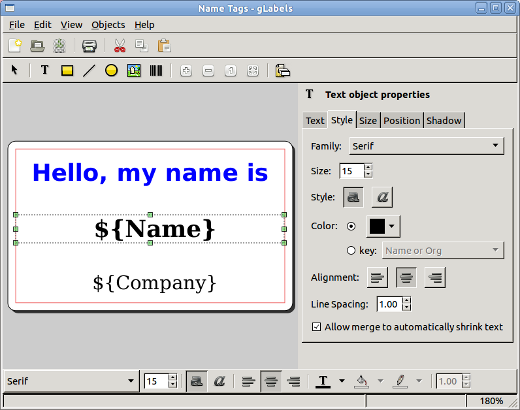 Name Tags - gLabels
File Edit View Objects Help
Text object properties
Text Style Size Position Shadow
Family: Serif
Size: 15
Style: a a
Color:
key: Name or Org
Alignment:
Line Spacing: 1.00
Allow merge to automatically shrink text
Hello, my name is
${Name}
${Company}
Serif 15 a a T 1.00
180%